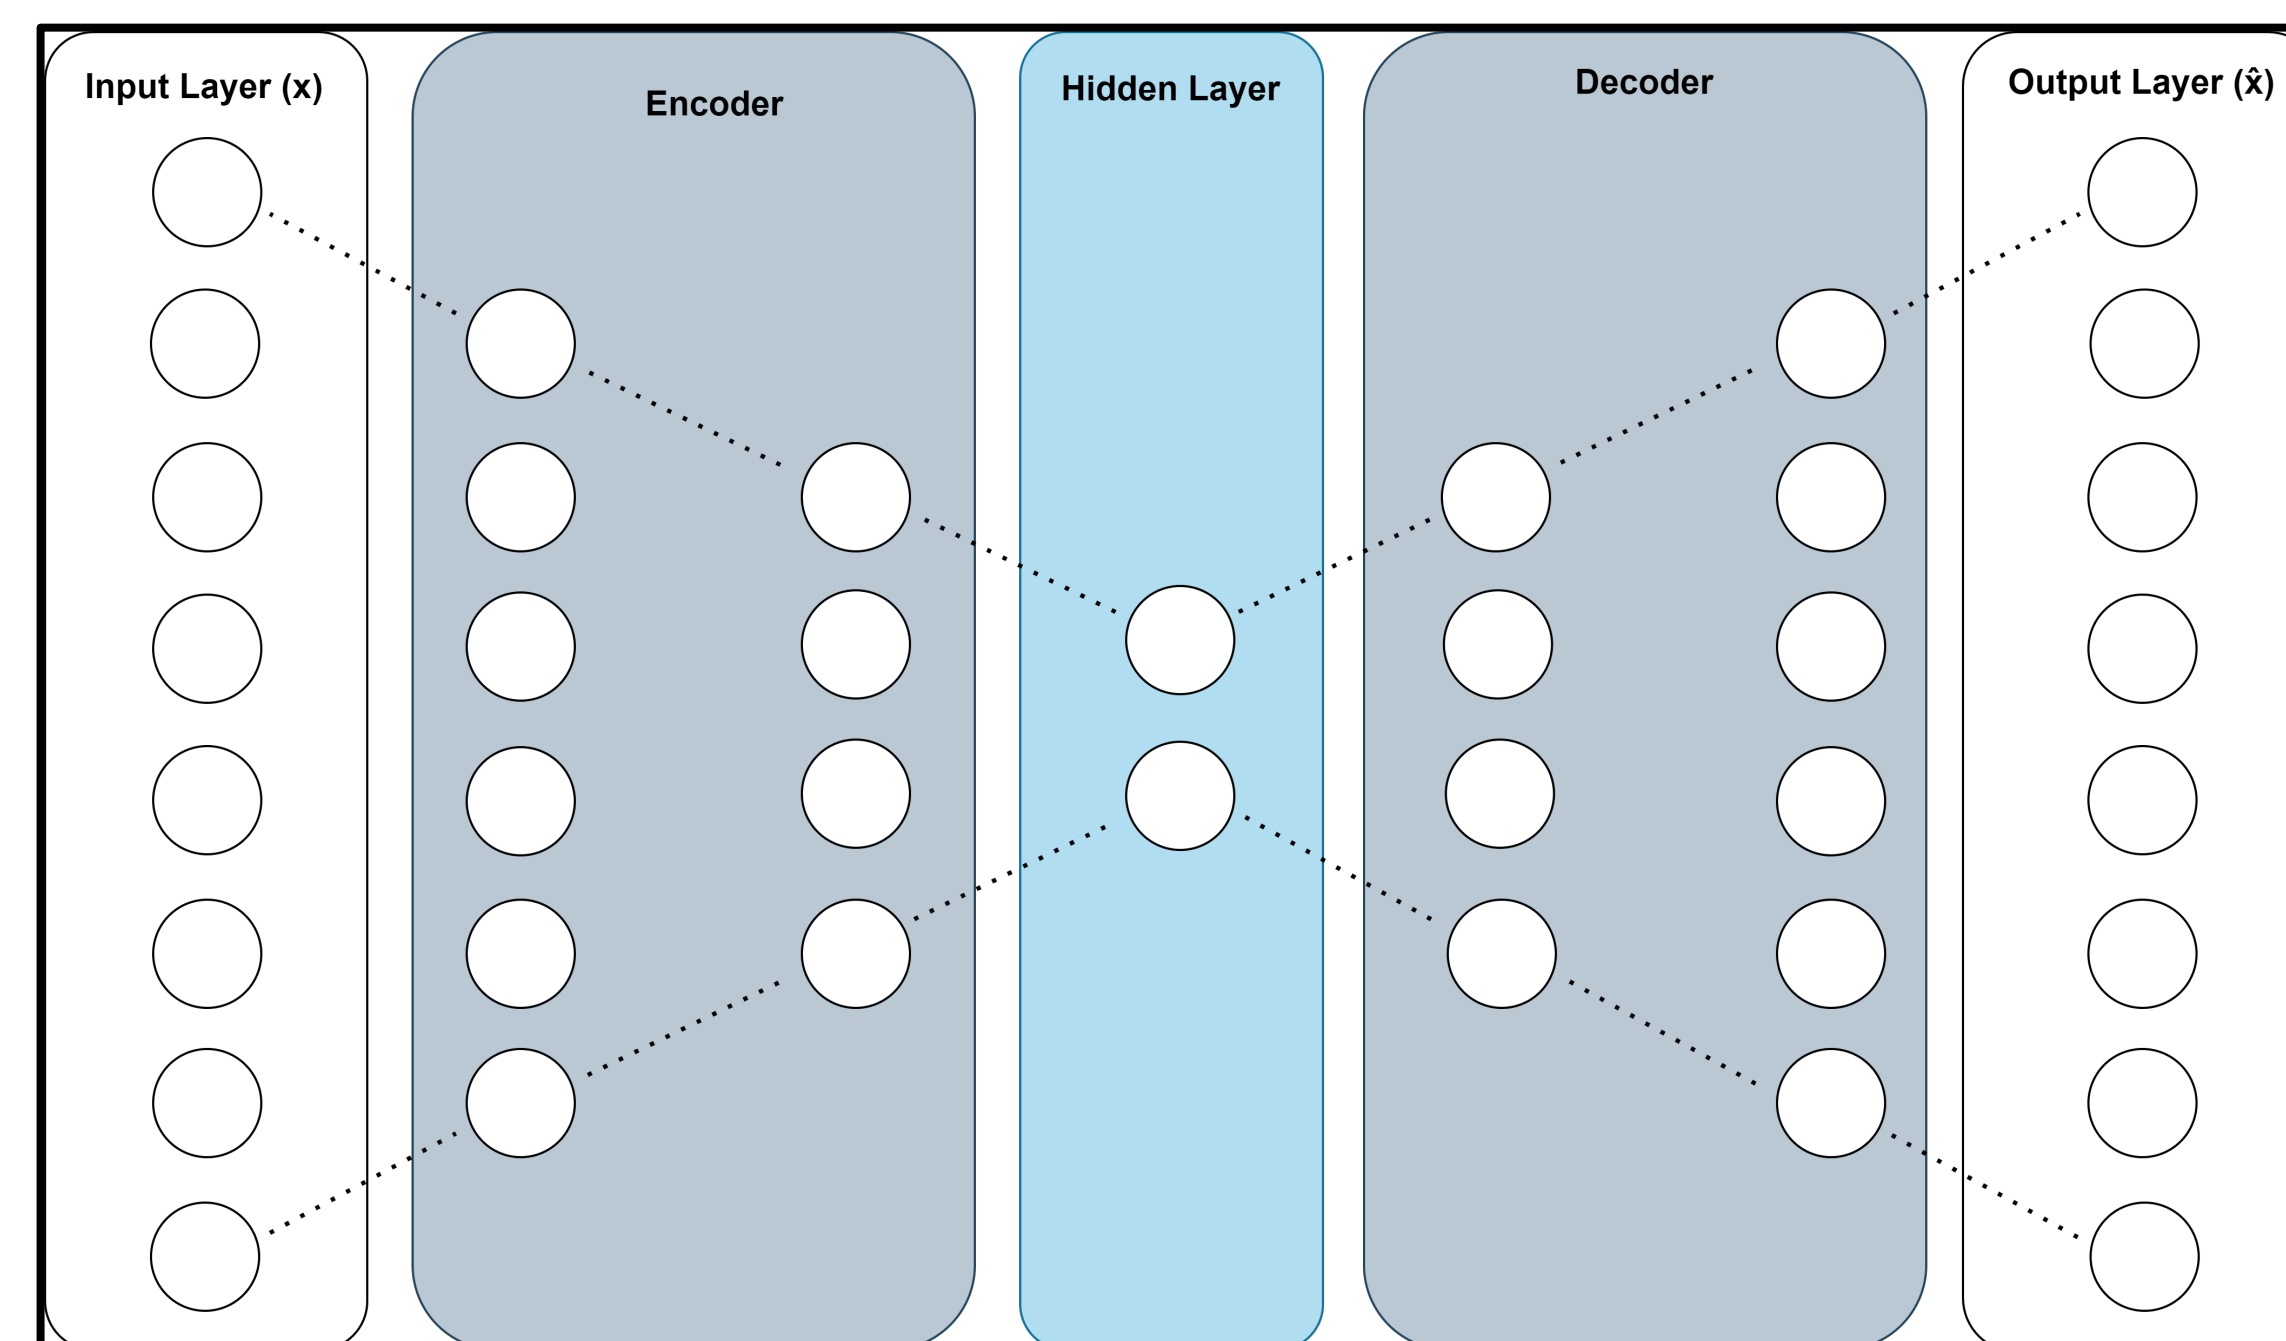 Input Layer (x)
Encoder
Hidden Layer
Decoder
Output Layer (x̂)